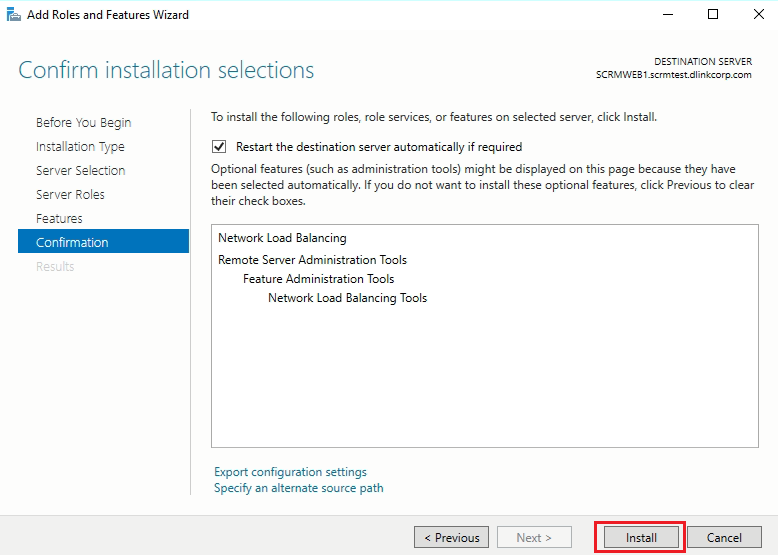 Add Roles and Features Wizard
Confirm installation selections
DESTINATION SERVER
SCRMWEB1.scrmtest.dlinkcorp.com
Before You Begin
Installation Type
Server Selection
Server Roles
Features
Confirmation
Results
To install the following roles, role services, or features on selected server, click Install.
Restart the destination server automatically if required
Optional features (such as administration tools) might be displayed on this page because they have
been selected automatically. If you do not want to install these optional features, click Previous to clear
their check boxes.
Network Load Balancing
Remote Server Administration Tools
Feature Administration Tools
Network Load Balancing Tools
Export configuration settings
Specify an alternate source path
< Previous
Next >
Install
Cancel